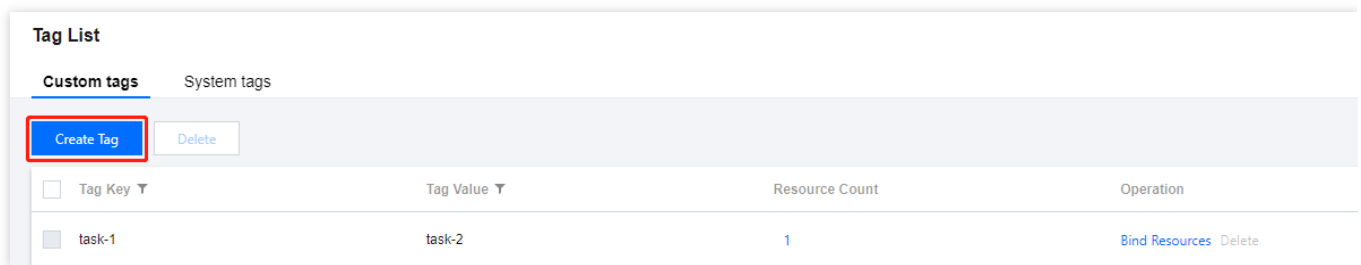 Tag List
Custom tags System tags
Create Tag Delete
Tag Key Tag Value Resource Count Operation
task-1 task-2 1 Bind Resources Delete